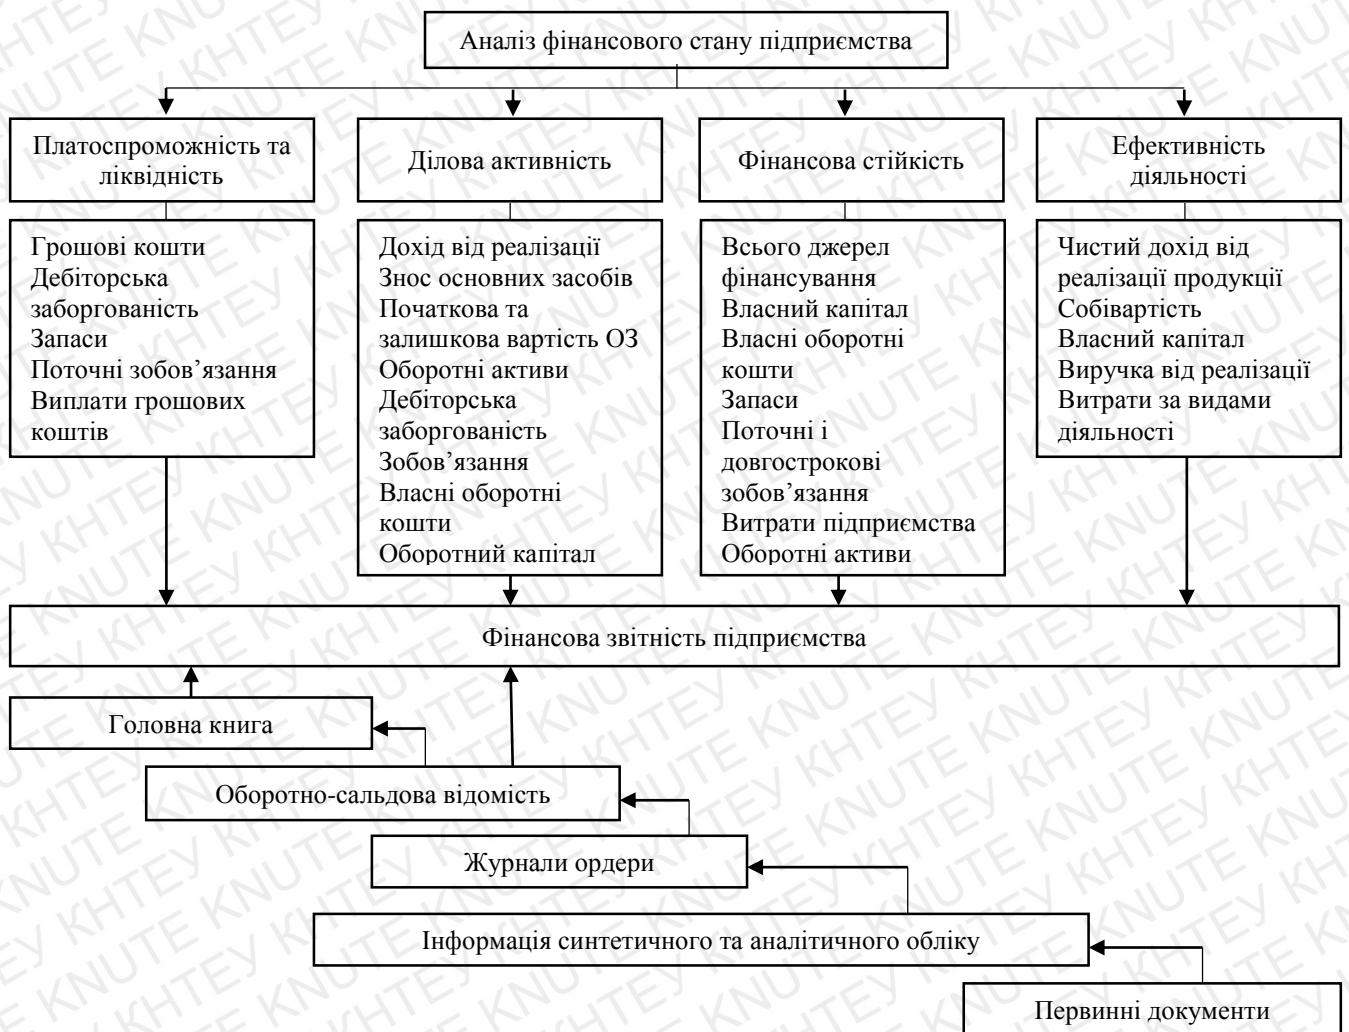 Аналіз фінансового стану підприємства
Платоспроможність та
ліквідність
Ділова активність
Фінансова стійкість
Ефективність
діяльності
Грошові кошти
Дебіторська
заборгованість
Запаси
Поточні зобов’язання
Виплати грошових
коштів
Дохід від реалізації
Знос основних засобів
Початкова та
залишкова вартість ОЗ
Оборотні активи
Дебіторська
заборгованість
Зобов’язання
Власні оборотні
кошти
Оборотний капітал
Всього джерел
фінансування
Власний капітал
Власні оборотні
кошти
Запаси
Поточні і
довгострокові
зобов’язання
Витрати підприємства
Оборотні активи
Чистий дохід від
реалізації продукції
Собівартість
Власний капітал
Виручка від реалізації
Витрати за видами
діяльності
Фінансова звітність підприємства
Головна книга
Оборотно-сальдова відомість
Журнали ордери
Інформація синтетичного та аналітичного обліку
Первинні документи